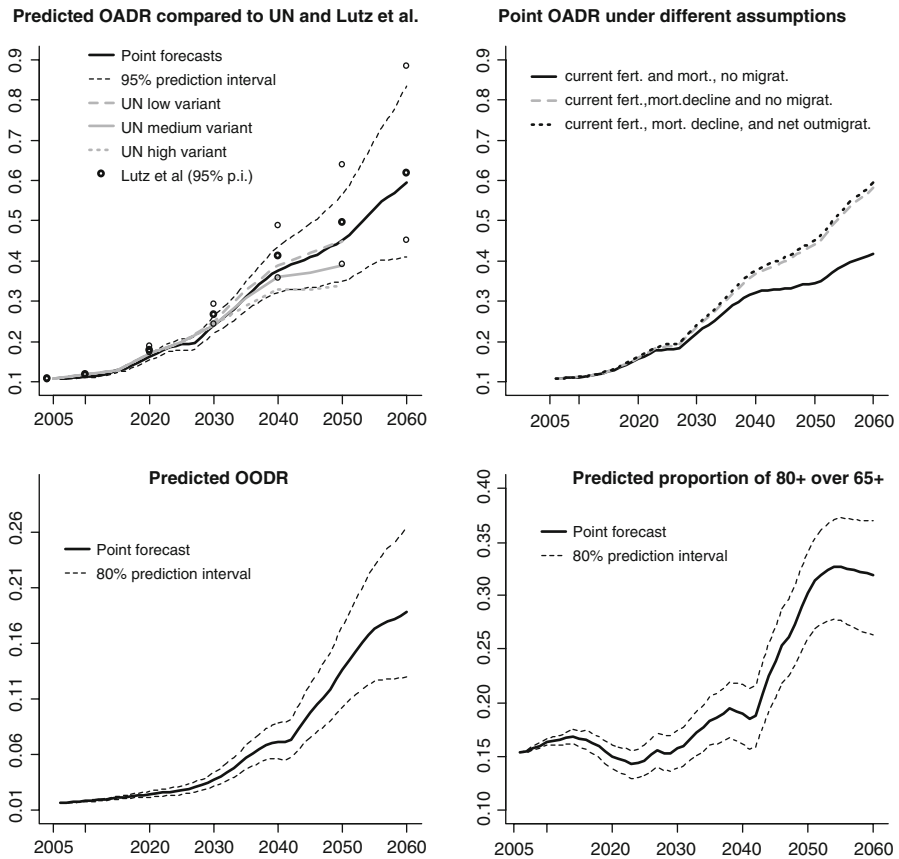 Predicted OADR compared to UN and Lutz et al.
Point forecasts
95% prediction interval
UN low variant
UN medium variant
UN high variant
Lutz et al (95% p.i.)
0.9
0.8
0.7
0.6
0.5
0.4
0.3
0.2
0.1
2005 2020 2030 2040 2050 2060
Point OADR under different assumptions
current fert. and mort., no migrat.
current fert.,mort.decline and no migrat.
current fert., mort. decline, and net outmigrat.
0.9
0.8
0.7
0.6
0.5
0.4
0.3
0.2
0.1
2005 2020 2030 2040 2050 2060
Predicted OODR
Point forecast
80% prediction interval
0.26
0.21
0.16
0.11
0.06
0.01
2005 2020 2030 2040 2050 2060
Predicted proportion of 80+ over 65+
Point forecast
80% prediction interval
0.40
0.35
0.30
0.25
0.20
0.15
0.10
2005 2020 2030 2040 2050 2060